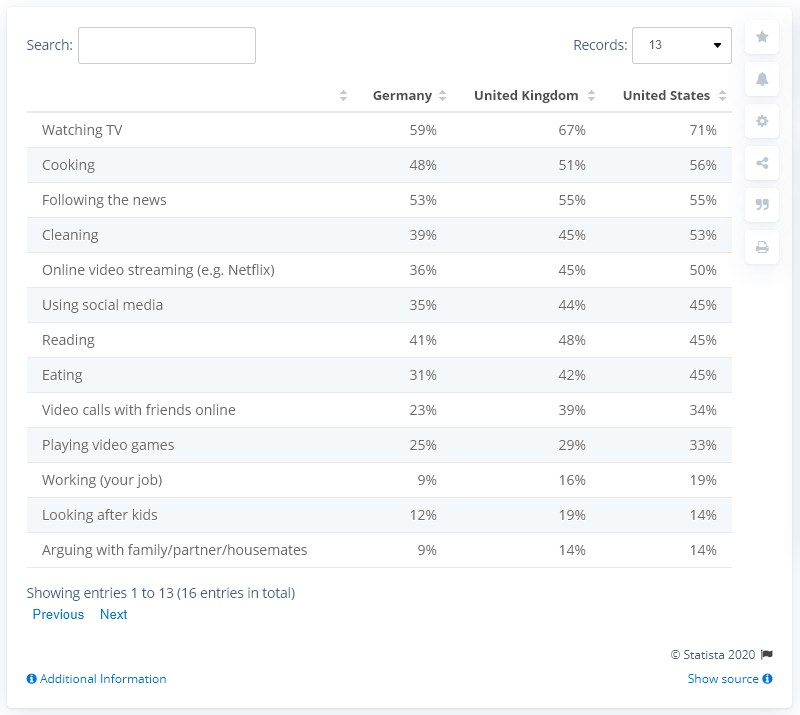 Search: Records: 13
Germany United Kingdom United States
Watching TV 59% 67% 71%
Cooking 48% 51% 56%
Following the news 53% 55% 55%
Cleaning 39% 45% 53%
Online video streaming (e.g. Netflix) 36% 45% 50%
Using social media 35% 44% 45%
Reading 41% 48% 45%
Eating 31% 42% 45%
Video calls with friends online 23% 39% 34%
Playing video games 25% 29% 33%
Working (your job) 9% 16% 19%
Looking after kids 12% 19% 14%
Arguing with family/partner/housemates 9% 14% 14%
Showing entries 1 to 13 (16 entries in total)
Previous Next
© Statista 2020
Additional Information Show source